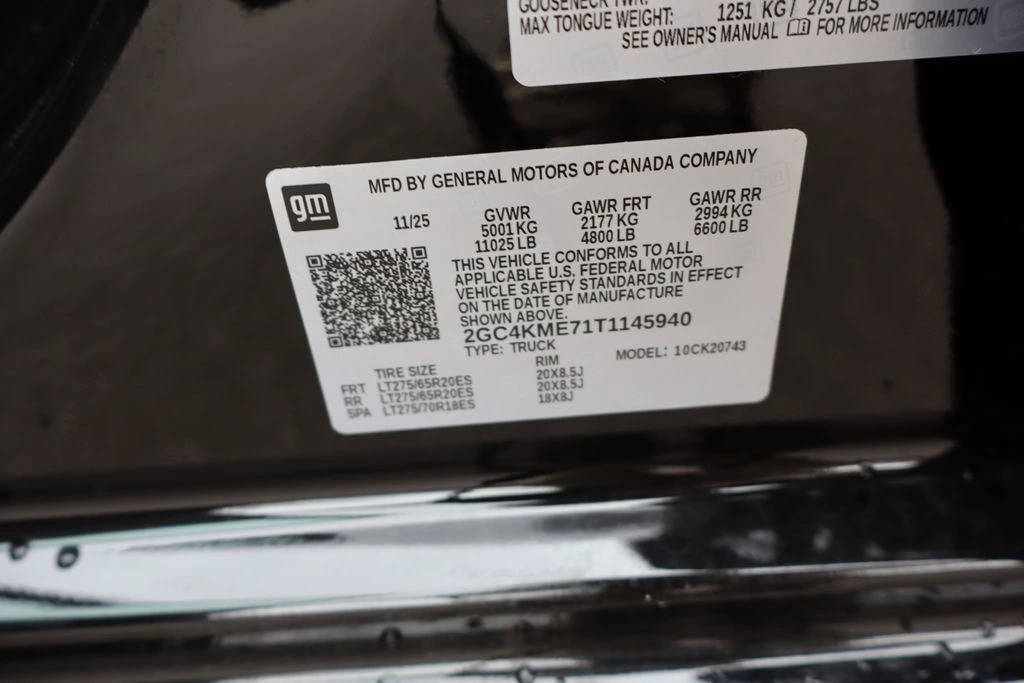 GOOSENECK TWR:
MAX TONGUE WEIGHT: 1251 KG / 2757 LBS
SEE OWNER'S MANUAL FOR MORE INFORMATION
gm
MFD BY GENERAL MOTORS OF CANADA COMPANY
11/25 GVWR GAWR FRT GAWR RR
5001 KG 2177 KG 2994 KG
11025 LB 4800 LB 6600 LB
THIS VEHICLE CONFORMS TO ALL
APPLICABLE U.S. FEDERAL MOTOR
VEHICLE SAFETY STANDARDS IN EFFECT
ON THE DATE OF MANUFACTURE
SHOWN ABOVE.
2GC4KME71T1145940
TYPE: TRUCK MODEL: 10CK20743
TIRE SIZE RIM
FRT LT275/65R20ES 20X8.5J
RR LT275/65R20ES 20X8.5J
SPA LT275/70R18ES 18X8J